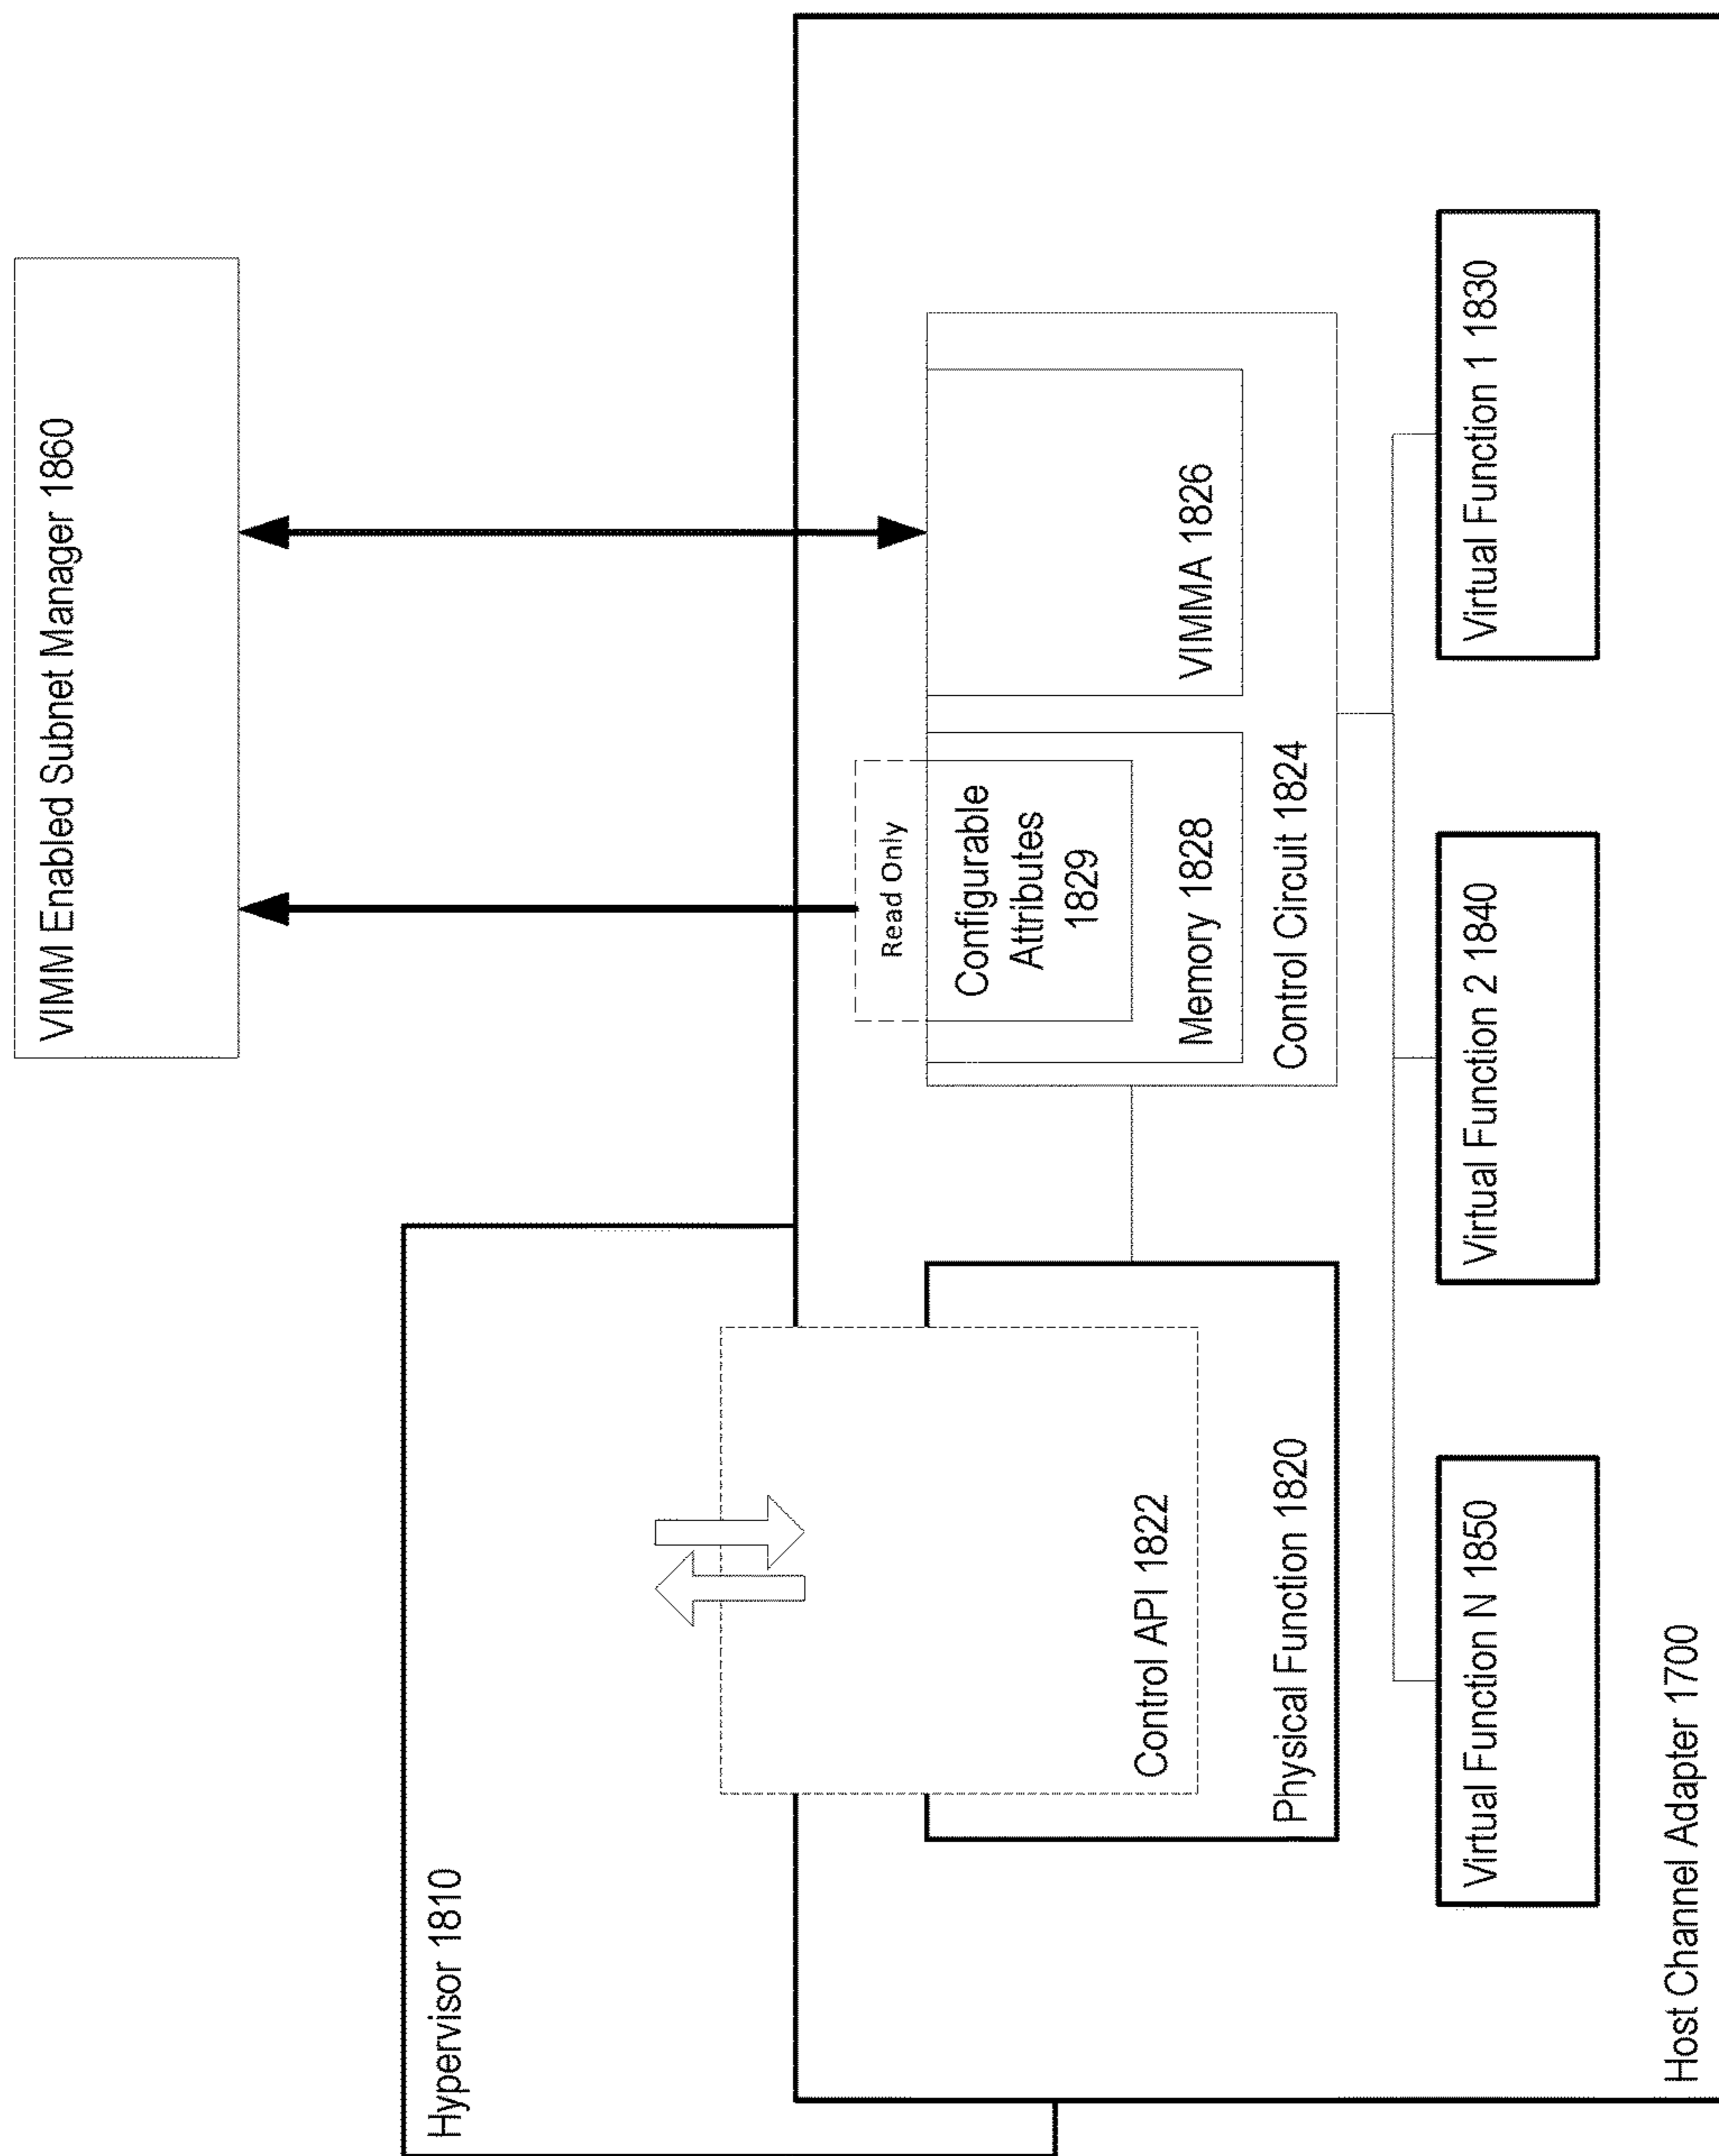 VIMM Enabled Subnet Manager 1860
Hypervisor 1810
Read Only
Configurable
Attributes
1829
Control API 1822
Memory 1828
VIMMA 1826
Physical Function 1820
Control Circuit 1824
Virtual Function N 1850
Virtual Function 2 1840
Virtual Function 1 1830
Host Channel Adapter 1700